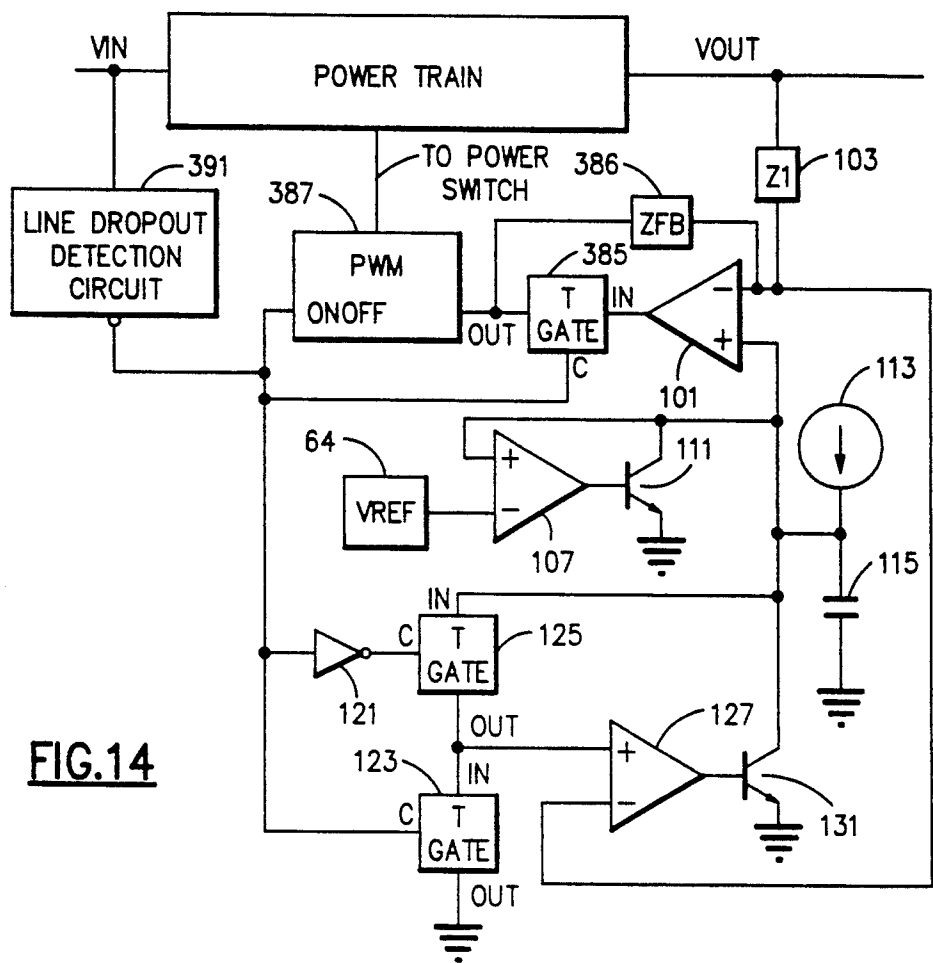 VIN
POWER TRAIN
VOUT
391
TO POWER
SWITCH
386
Z1
103
387
ZFB
LINE DROPOUT
DETECTION
CIRCUIT
PWM
ONOFF
385
T
GATE
IN
OUT
C
−
+
101
113
64
VREF
+
−
107
111
115
IN
C
T
GATE
125
121
OUT
127
FIG.14
123
IN
C
T
GATE
+
−
131
OUT